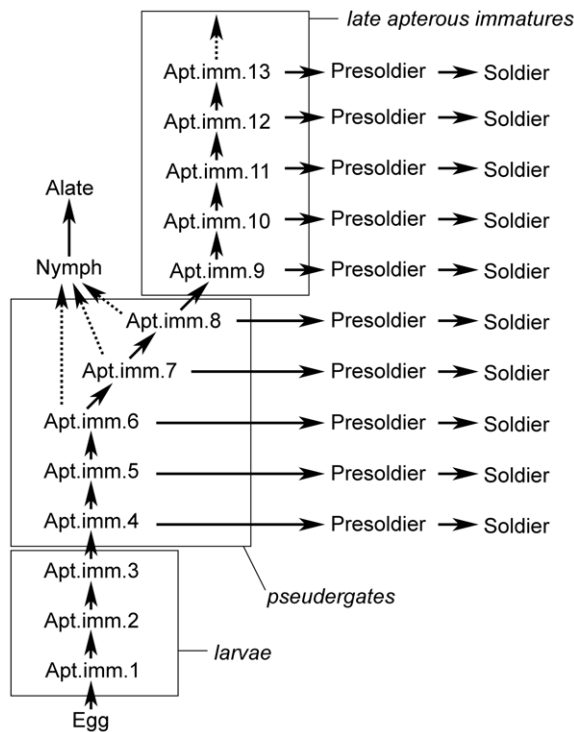 late apterous immatures
Apt.imm.13 Presoldier Soldier
Apt.imm.12 Presoldier Soldier
Apt.imm.11 Presoldier Soldier
Alate
Apt.imm.10 Presoldier Soldier
Nymph Apt.imm.9 Presoldier Soldier
Apt.imm.8 Presoldier Soldier
Apt.imm.7 Presoldier Soldier
Apt.imm.6 Presoldier Soldier
Apt.imm.5 Presoldier Soldier
Apt.imm.4 Presoldier Soldier
Apt.imm.3
pseudergates
Apt.imm.2
larvae
Apt.imm.1
Egg